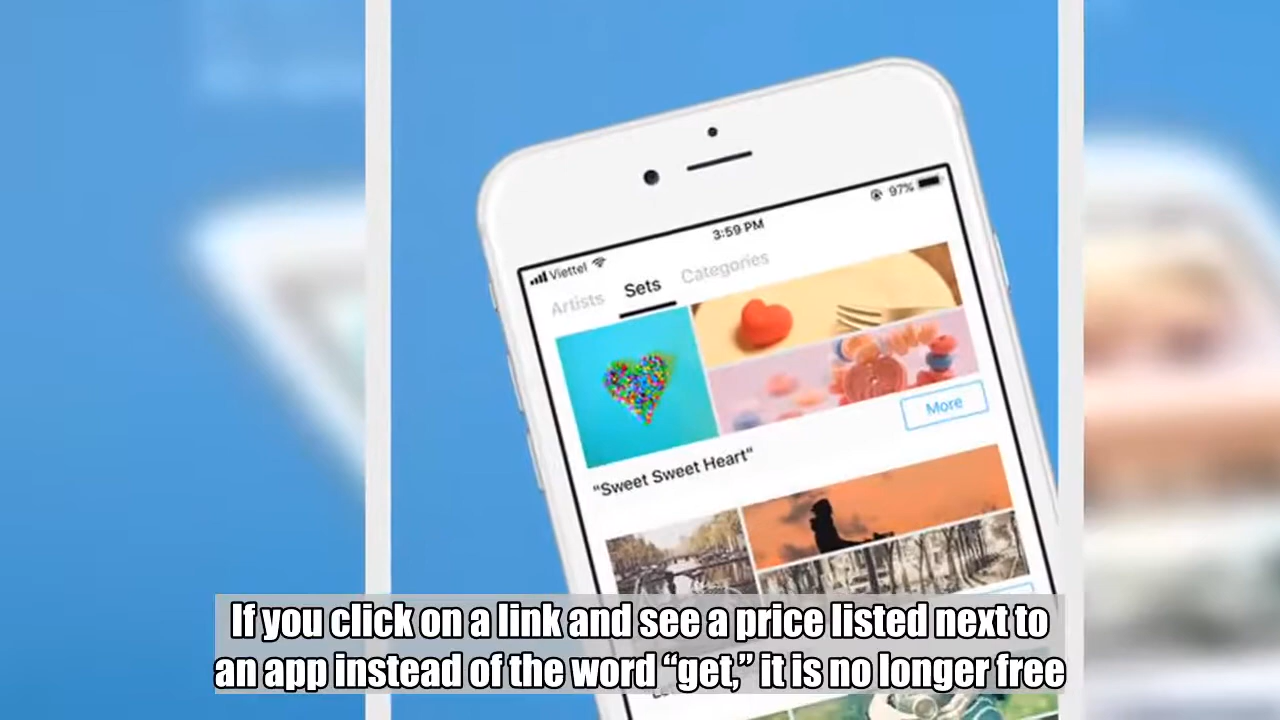 97%
3:59 PM
Viettel
Artists Sets Categories
More
“Sweet Sweet Heart“
If you click on a link and see a price listed next to
an app instead of the word “get,” it is no longer free